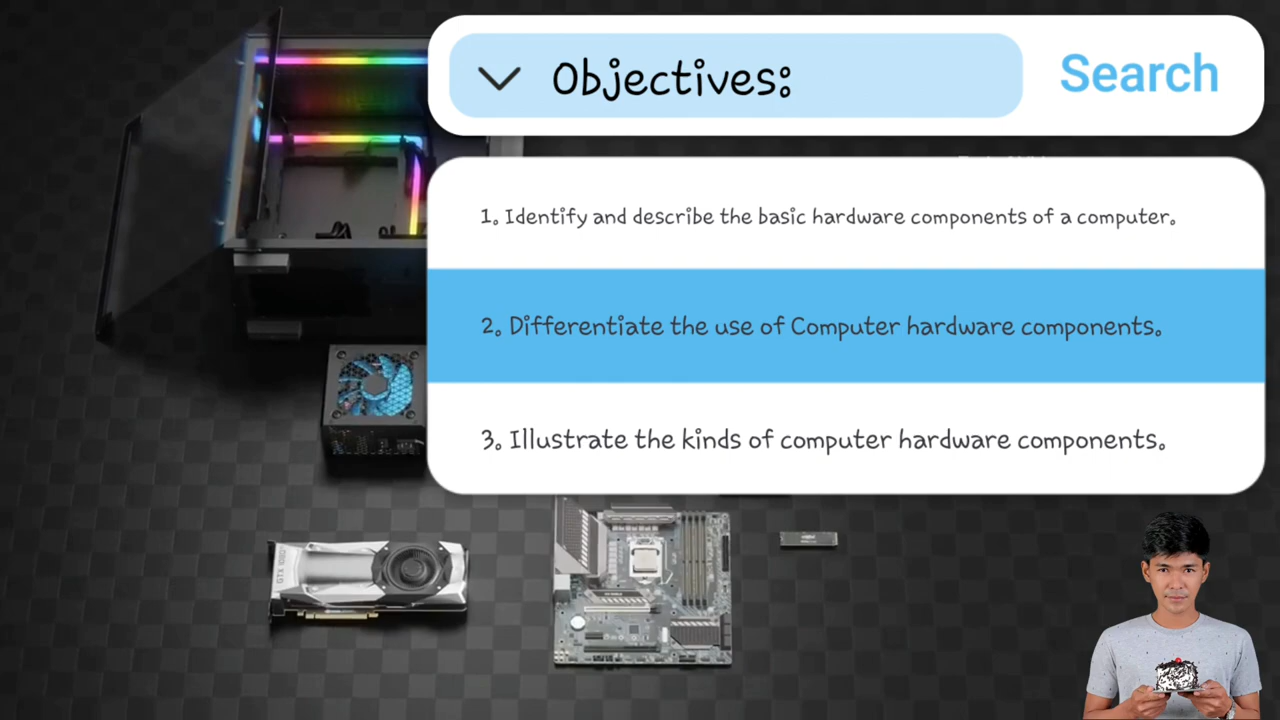 Objectives:
Search
1. Identify and describe the basic hardware components of a computer.
2. Differentiate the use of Computer hardware components.
3. Illustrate the kinds of computer hardware components.